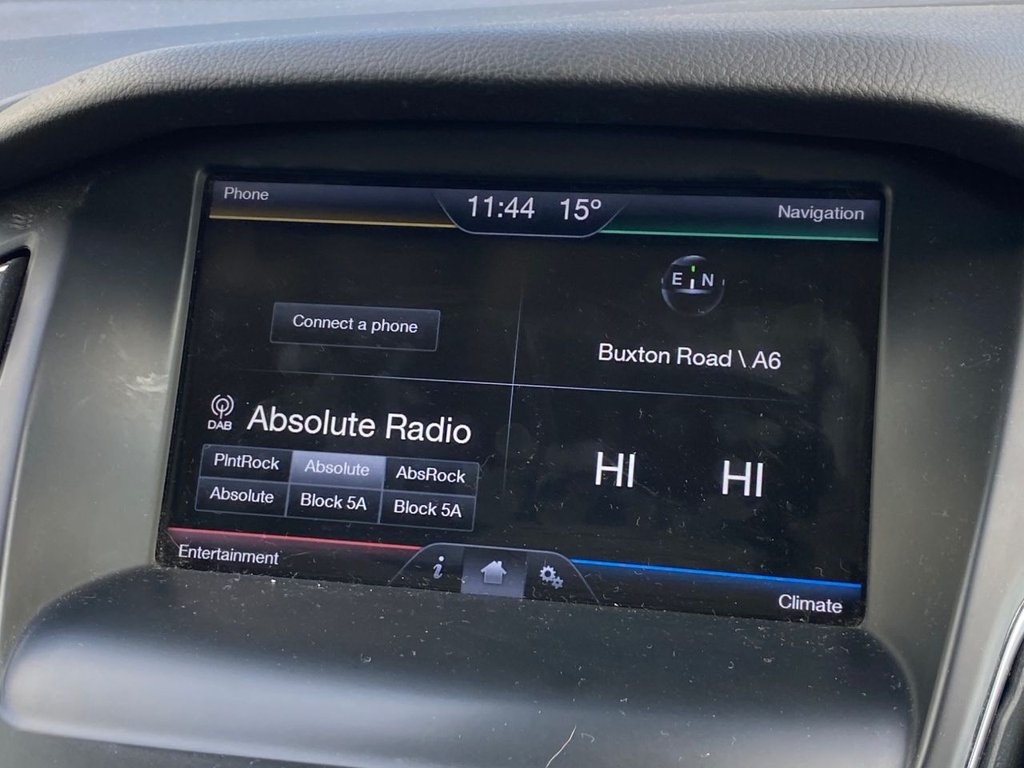 Phone
11:44 15º
Navigation
E N
Connect a phone
Buxton Road \ A6
DAB
Absolute Radio
PlntRock Absolute AbsRock
Absolute Block 5A Block 5A
HI HI
Entertainment
i
Climate